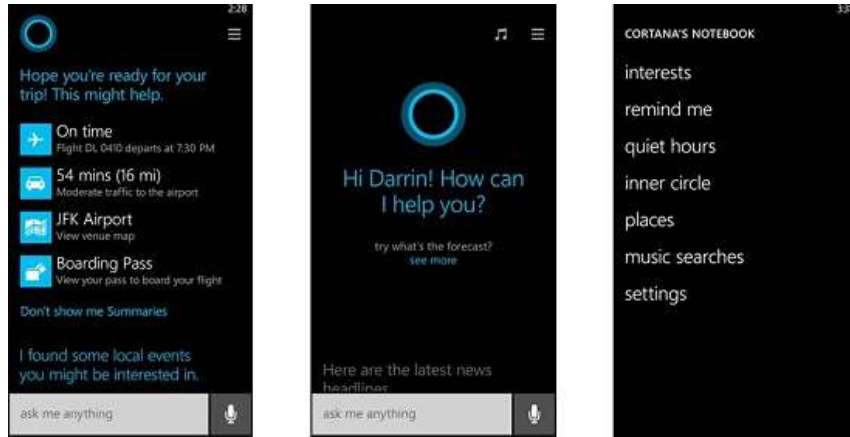 2:28
Hope you're ready for your
trip! This might help.
On time
Flight DL 0410 departs at 7:30 PM
54 mins (16 mi)
Moderate traffic to the airport
JFK Airport
View venue map
Boarding Pass
View your pass to board your flight
Don't show me Summaries
I found some local events
you might be interested in.
ask me anything
Hi Darrin! How can
I help you?
try what's the forecast?
see more
Here are the latest news
headlines
ask me anything
CORTANA'S NOTEBOOK
interests
remind me
quiet hours
inner circle
places
music searches
settings